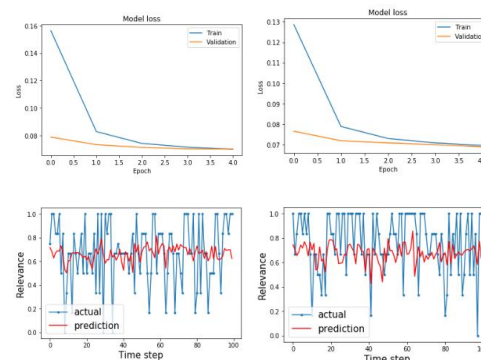 Model loss
Train
Validation
0.16
0.14
0.12
0.10
0.08
Loss
0.0 0.5 1.0 1.5 2.0 2.5 3.0 3.5 4.0
Epoch
Model loss
Train
0.13
0.12
0.11
0.10
0.09
0.08
0.07
Loss
0.0 0.5 1.0 1.5 2.0 2.5 3.0 3.5
Epoch
1.0
0.8
0.6
0.4
0.2
0.0
Relevance
actual
prediction
0 20 40 60 80 100
Time step
1.0
0.8
0.6
0.4
0.2
0.0
Relevance
actual
prediction
0 20 40 60 80
Time step